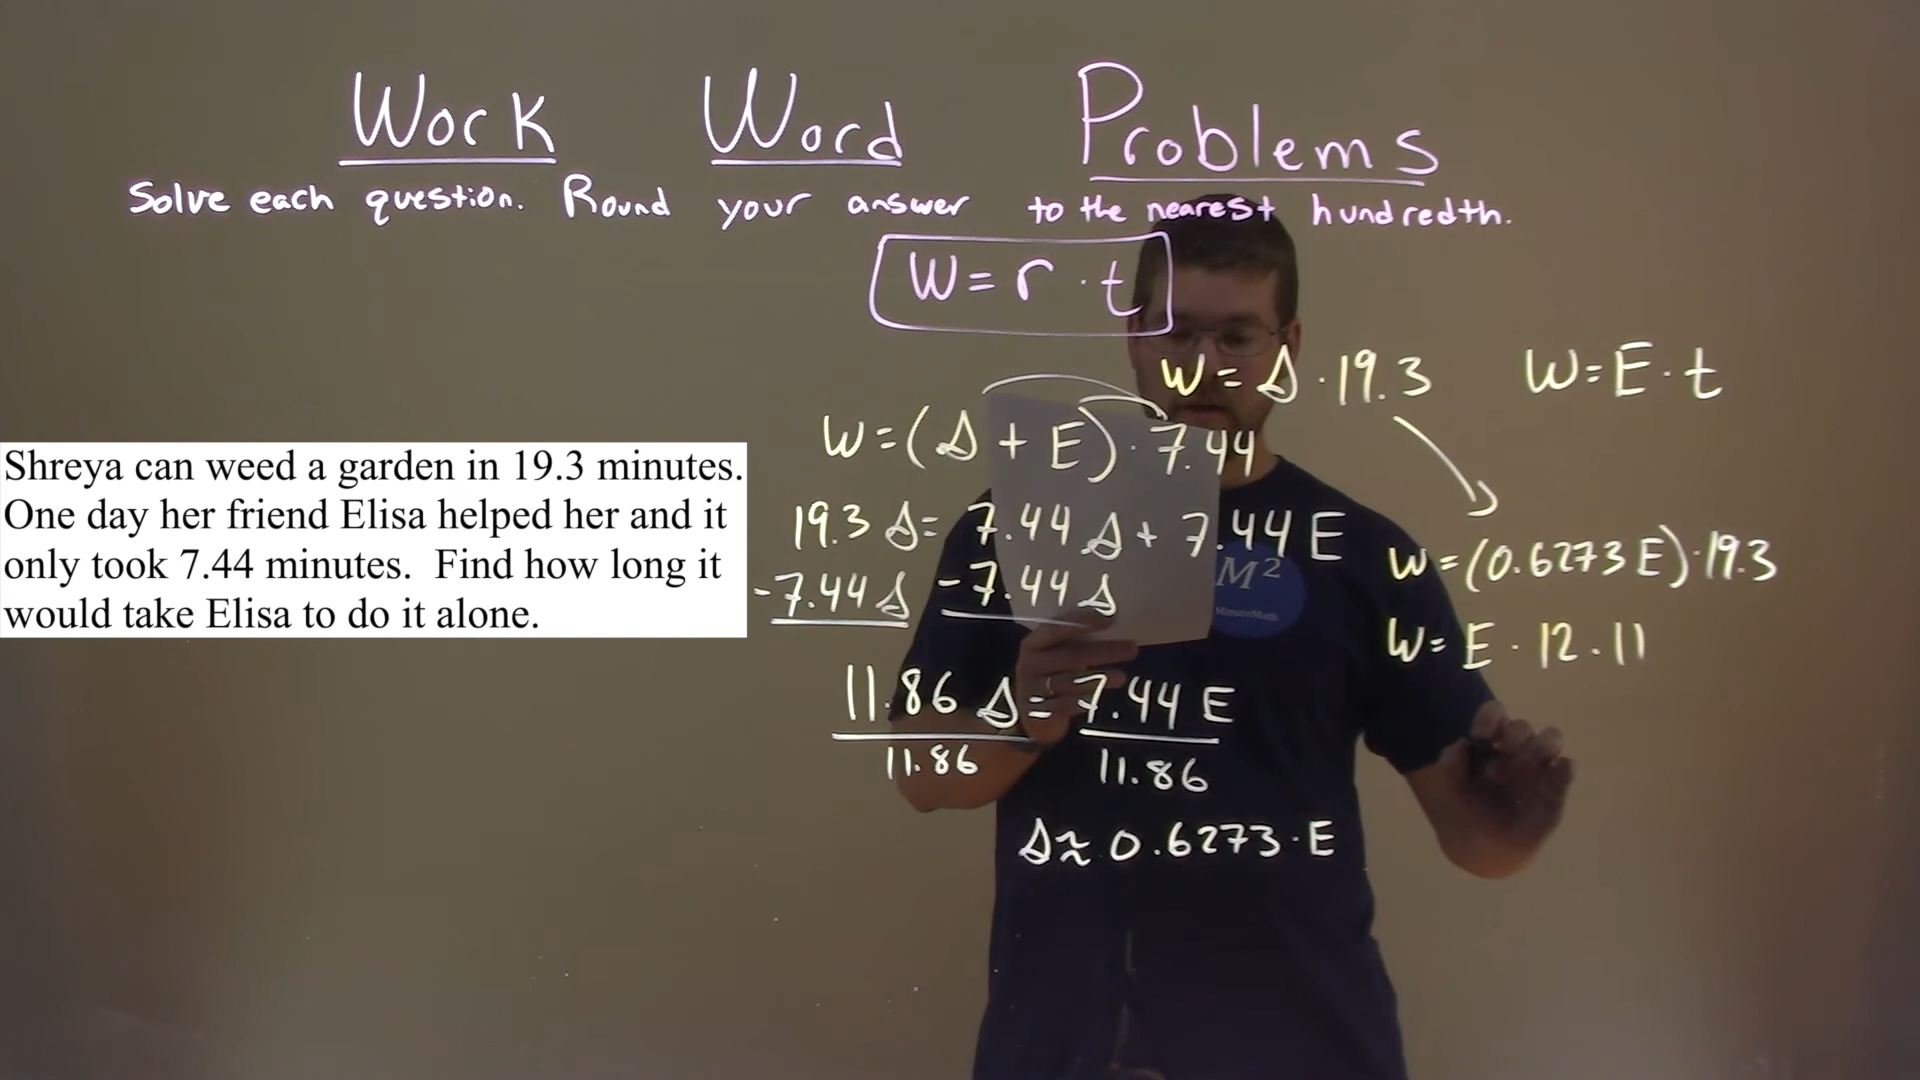 Work Word Problems
Solve each question. Round your answer to the nearest hundredth.
W = r · t
W = S · 19.3
W = E · t
W = (S + E) · 7.44
Shreya can weed a garden in 19.3 minutes.
One day her friend Elisa helped her and it
only took 7.44 minutes. Find how long it
would take Elisa to do it alone.
19.3 S = 7.44 S + 7.44 E
-7.44 S -7.44 S
11.86 S = 7.44 E
11.86 11.86
S ≈ 0.6273 · E
W = (0.6273 E) · 19.3
W = E · 12.11
M²
MinuteMath